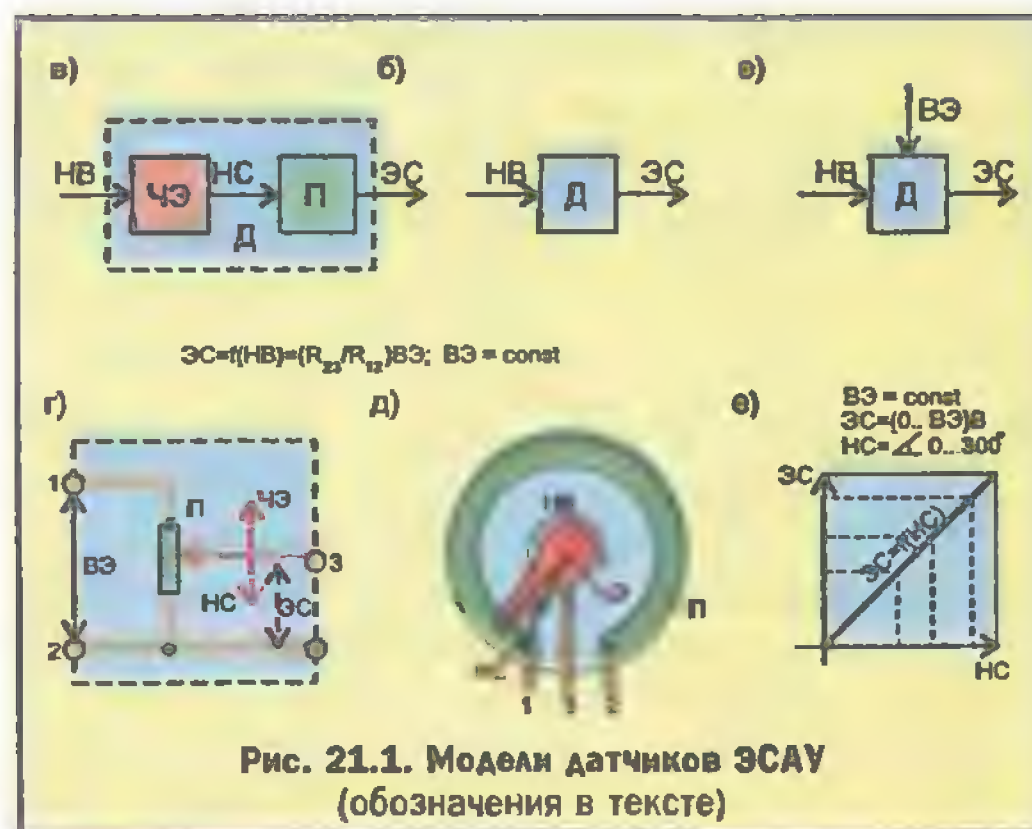 в) б) в)
ВЭ
НВ ЧЭ НС П ЭС
Д
НВ Д ЭС
НВ Д ЭС
ЭС=f(НВ)=(R₂₃/R₁₂)ВЭ; ВЭ = const
г) д) е)
ВЭ = const
ЭС=(0.. ВЭ)В
НС=∡ 0...300°
1
П
ЧЭ
ВЭ
3
НС
ЭС
2
НВ
П
1
2
ЭС
ЭС=f(НС)
НС
Рис. 21.1. Модели датчиков ЭСАУ
(обозначения в тексте)